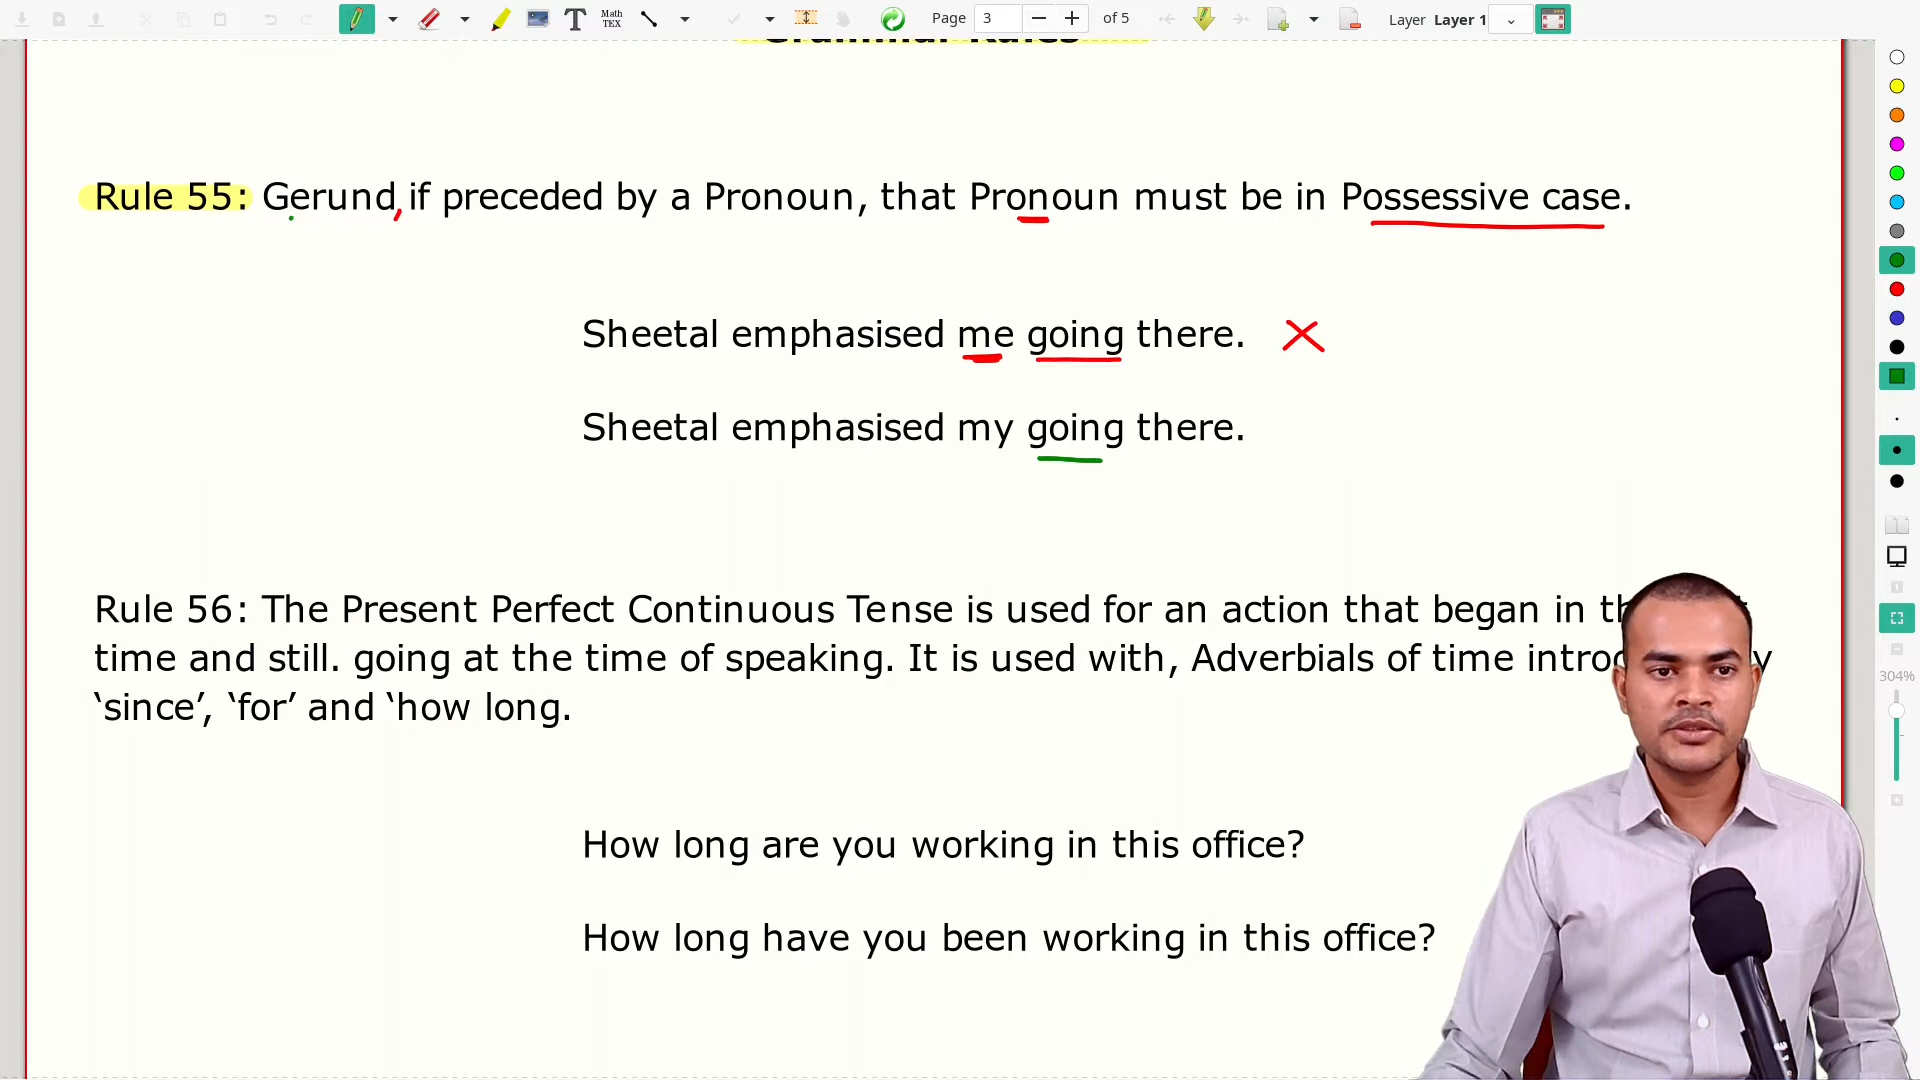 Page 3 of 5 Layer Layer 1
Math
TEX
Grammar Rules
Rule 55: Gerund, if preceded by a Pronoun, that Pronoun must be in Possessive case.
Sheetal emphasised me going there.
Sheetal emphasised my going there.
Rule 56: The Present Perfect Continuous Tense is used for an action that began in
time and still. going at the time of speaking. It is used with, Adverbials of time
‘since’, ‘for’ and ‘how long.
How long are you working in this office?
How long have you been working in this office?
304%